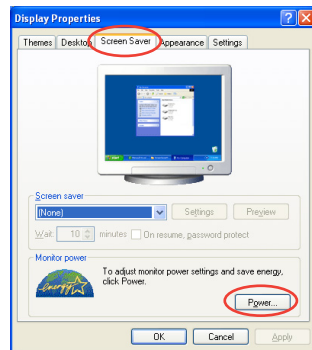 Display Properties
Themes Desktop Screen Saver Appearance Settings
Screen saver
(None) Settings Preview
Wait: 10 minutes On resume, password protect
Monitor power
To adjust monitor power settings and save energy,
click Power.
Power...
OK Cancel Apply